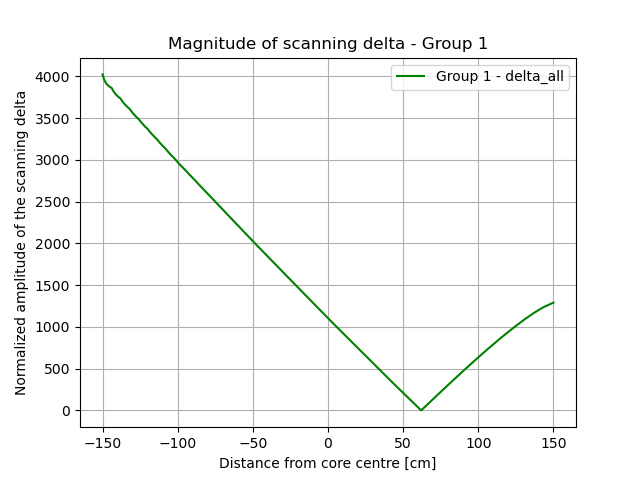 Magnitude of scanning delta - Group 1
Group 1 - delta_all
Normalized amplitude of the scanning delta
4000
3500
3000
2500
2000
1500
1000
500
0
−150 −100 −50 0 50 100 150
Distance from core centre [cm]